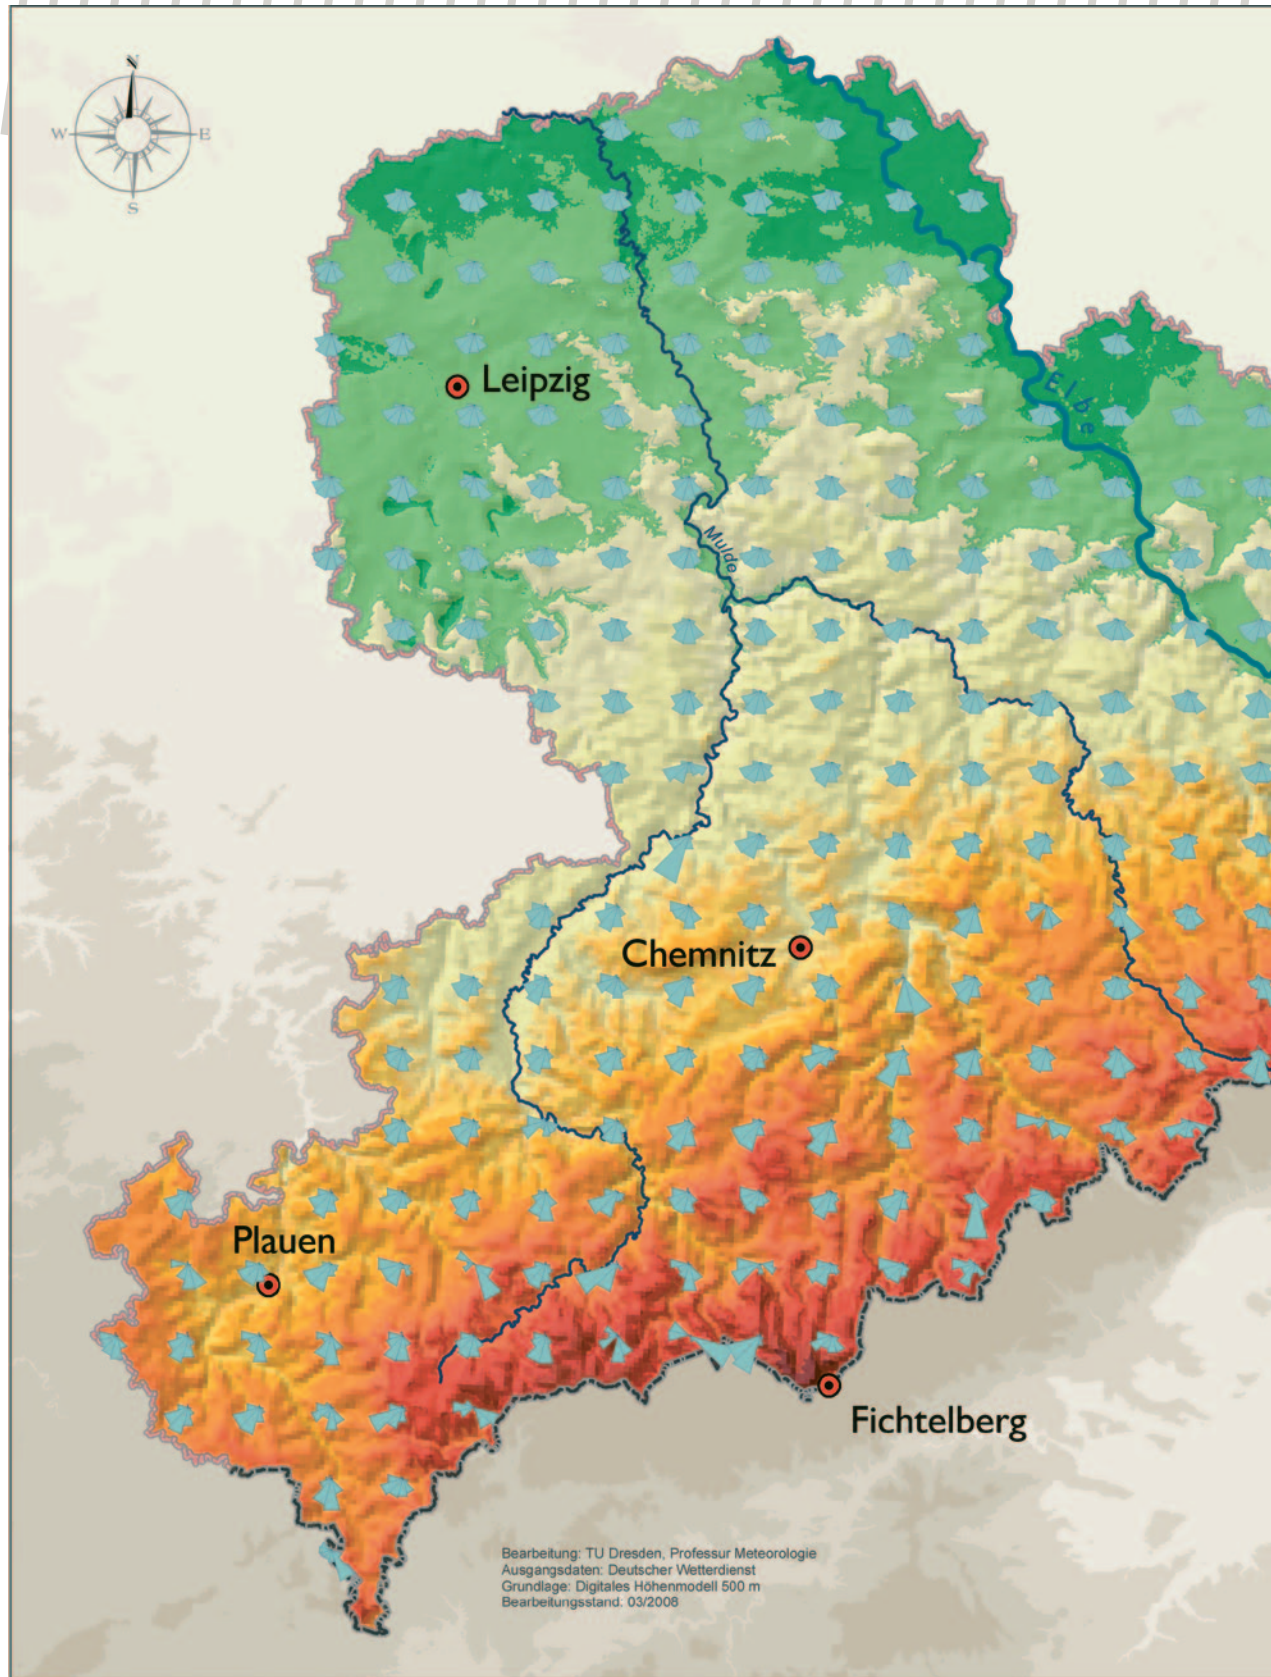 N
W
E
S
Leipzig
Elbe
Mulde
Chemnitz
Plauen
Fichtelberg
Bearbeitung: TU Dresden, Professur Meteorologie
Ausgangsdaten: Deutscher Wetterdienst
Grundlage: Digitales Höhenmodell 500 m
Bearbeitungsstand: 03/2008